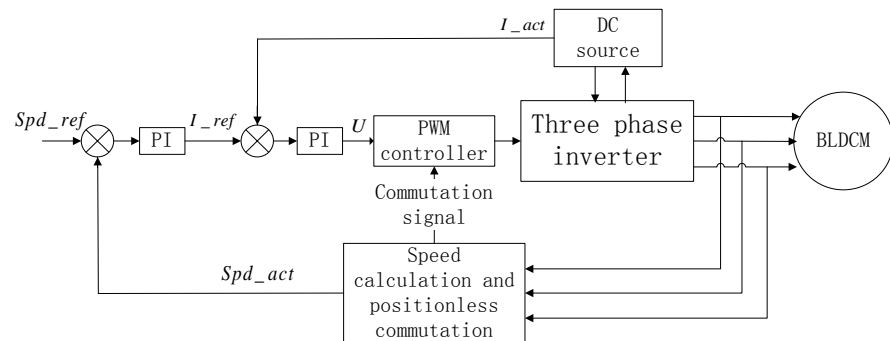 I_act
DC
source
Spd_ref
PI
I_ref
PI
U
PWM
controller
Three phase
inverter
BLDCM
Commutation
signal
Spd_act
Speed
calculation and
positionless
commutation